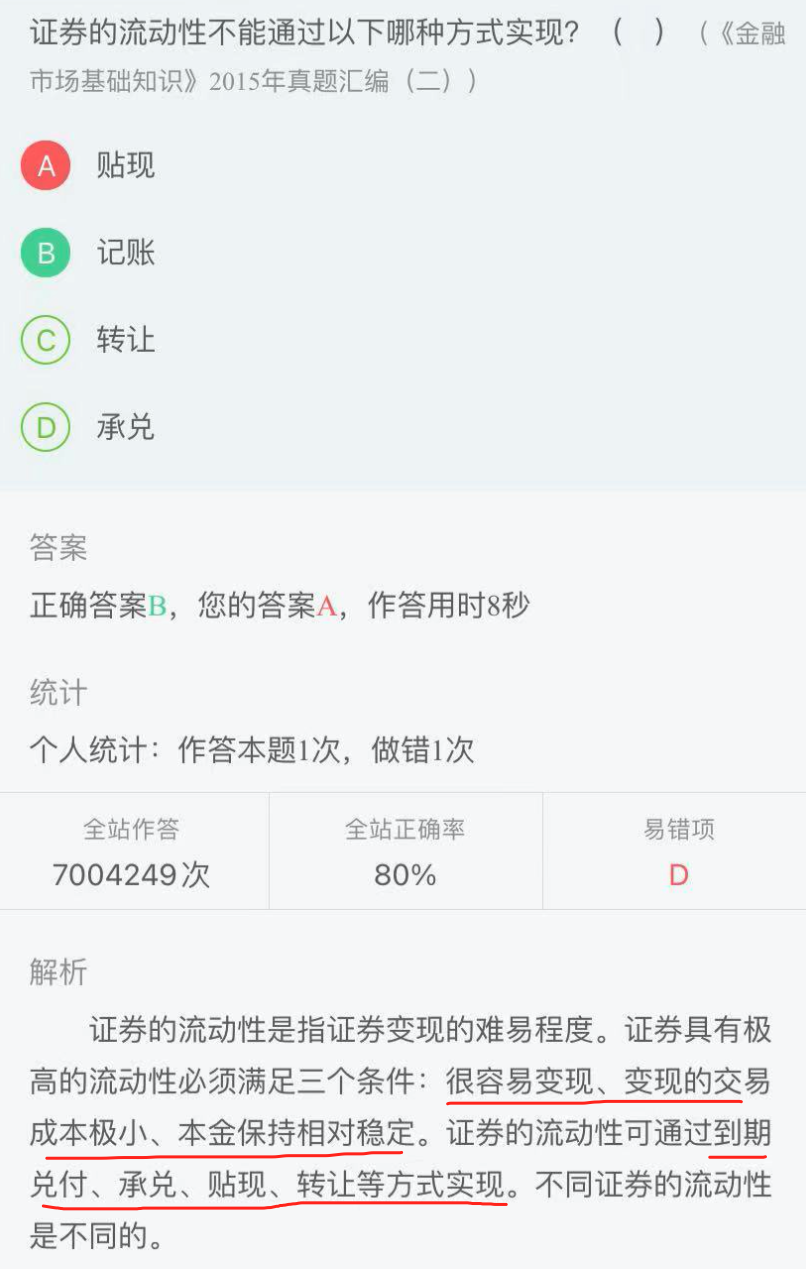 证券的流动性不能通过以下哪种方式实现？（ ）（《金融
市场基础知识》2015年真题汇编（二））
A 贴现
B 记账
C 转让
D 承兑
答案
正确答案B，您的答案A，作答用时8秒
统计
个人统计：作答本题1次，做错1次
全站作答 全站正确率 易错项
7004249次 80% D
解析
证券的流动性是指证券变现的难易程度。证券具有极
高的流动性必须满足三个条件：很容易变现、变现的交易
成本极小、本金保持相对稳定。证券的流动性可通过到期
兑付、承兑、贴现、转让等方式实现。不同证券的流动性
是不同的。